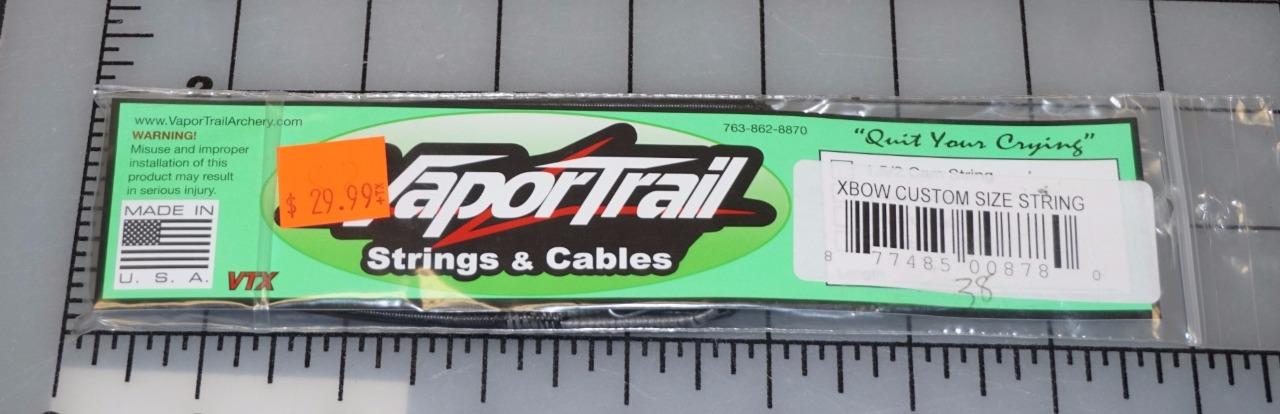 www.VaporTrailArchery.com
WARNING!
Misuse and improper
installation of this
product may result
in serious injury.
MADE IN
U. S. A.
VTX
$ 29.99
VaporTrail
Strings & Cables
763-862-8870
"Quit Your Crying"
String
XBOW CUSTOM SIZE STRING
8 77485 00878 0
38